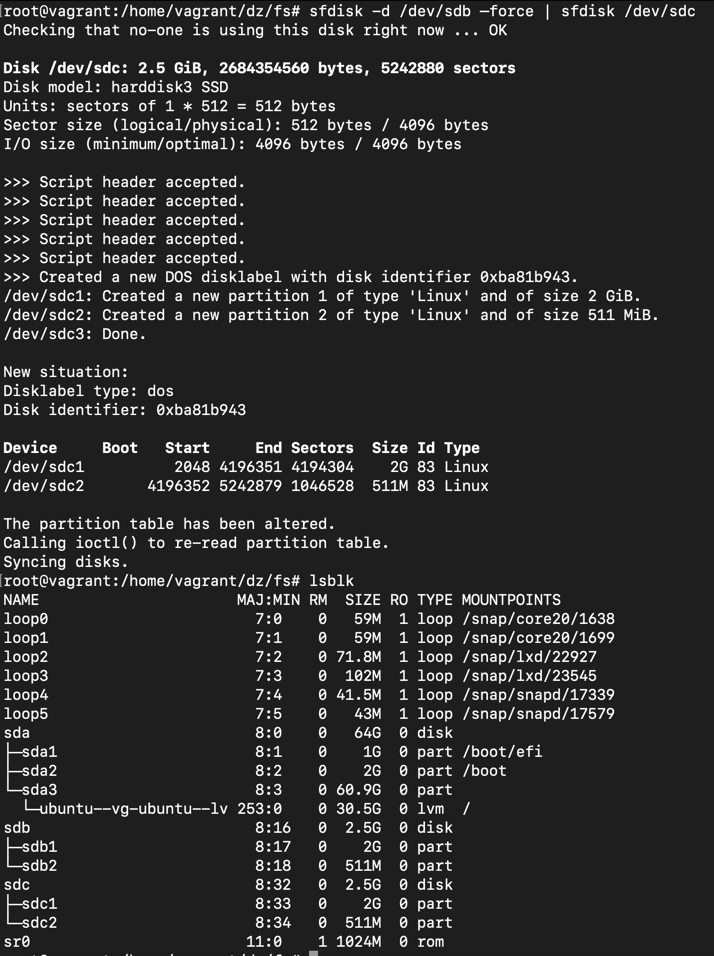 [root@vagrant:/home/vagrant/dz/fs# sfdisk -d /dev/sdb —force | sfdisk /dev/sdc
Checking that no-one is using this disk right now ... OK
Disk /dev/sdc: 2.5 GiB, 2684354560 bytes, 5242880 sectors
Disk model: harddisk3 SSD
Units: sectors of 1 * 512 = 512 bytes
Sector size (logical/physical): 512 bytes / 4096 bytes
I/O size (minimum/optimal): 4096 bytes / 4096 bytes
>>> Script header accepted.
>>> Script header accepted.
>>> Script header accepted.
>>> Script header accepted.
>>> Script header accepted.
>>> Created a new DOS disklabel with disk identifier 0xba81b943.
/dev/sdc1: Created a new partition 1 of type 'Linux' and of size 2 GiB.
/dev/sdc2: Created a new partition 2 of type 'Linux' and of size 511 MiB.
/dev/sdc3: Done.
New situation:
Disklabel type: dos
Disk identifier: 0xba81b943
Device     Boot   Start     End Sectors  Size Id Type
/dev/sdc1          2048 4196351 4194304    2G 83 Linux
/dev/sdc2       4196352 5242879 1046528  511M 83 Linux
The partition table has been altered.
Calling ioctl() to re-read partition table.
Syncing disks.
[root@vagrant:/home/vagrant/dz/fs# lsblk
NAME                      MAJ:MIN RM  SIZE RO TYPE MOUNTPOINTS
loop0                       7:0    0   59M  1 loop /snap/core20/1638
loop1                       7:1    0   59M  1 loop /snap/core20/1699
loop2                       7:2    0 71.8M  1 loop /snap/lxd/22927
loop3                       7:3    0  102M  1 loop /snap/lxd/23545
loop4                       7:4    0 41.5M  1 loop /snap/snapd/17339
loop5                       7:5    0   43M  1 loop /snap/snapd/17579
sda                         8:0    0   64G  0 disk
├─sda1                      8:1    0    1G  0 part /boot/efi
├─sda2                      8:2    0    2G  0 part /boot
└─sda3                      8:3    0 60.9G  0 part
  └─ubuntu--vg-ubuntu--lv 253:0    0 30.5G  0 lvm  /
sdb                         8:16   0  2.5G  0 disk
├─sdb1                      8:17   0    2G  0 part
└─sdb2                      8:18   0  511M  0 part
sdc                         8:32   0  2.5G  0 disk
├─sdc1                      8:33   0    2G  0 part
└─sdc2                      8:34   0  511M  0 part
sr0                        11:0    1 1024M  0 rom